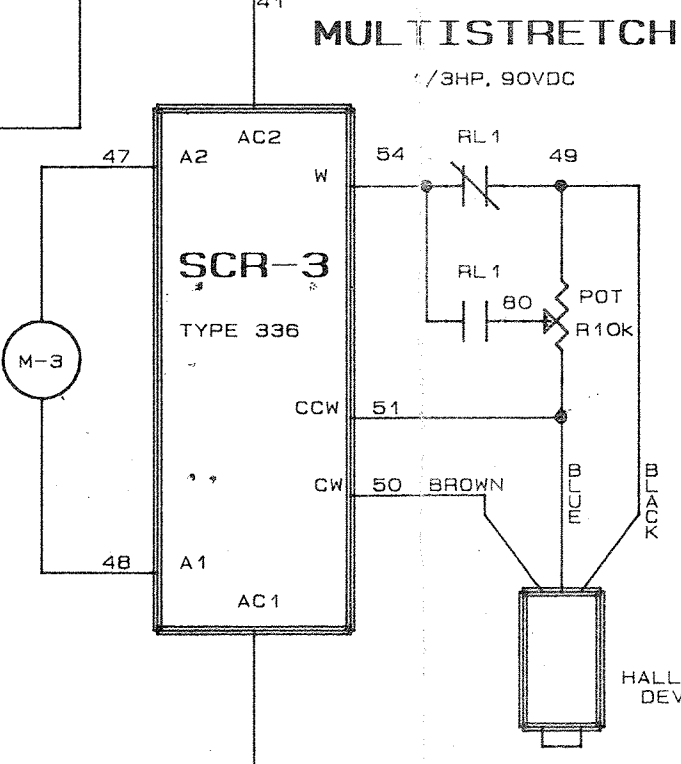 41
MULTISTRETCH
1/3HP, 90VDC
AC2
47
A2
W
54
RL1
49
SCR-3
RL1
80
POT
R10K
TYPE 336
M-3
CCW
51
CW
50
BROWN
BLUE
BLACK
48
A1
AC1
HALL
DEV